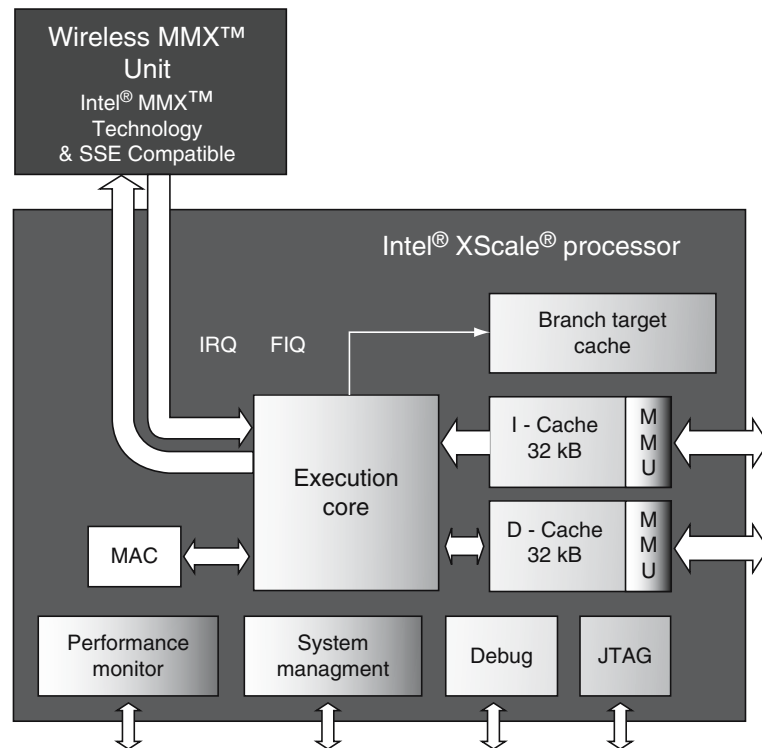 Wireless MMX™
Unit
Intel® MMX™
Technology
& SSE Compatible
Intel® XScale® processor
Branch target
cache
IRQ FIQ
I - Cache
32 kB
M
M
U
Execution
core
D - Cache
32 kB
M
M
U
MAC
Performance
monitor
System
managment
Debug
JTAG